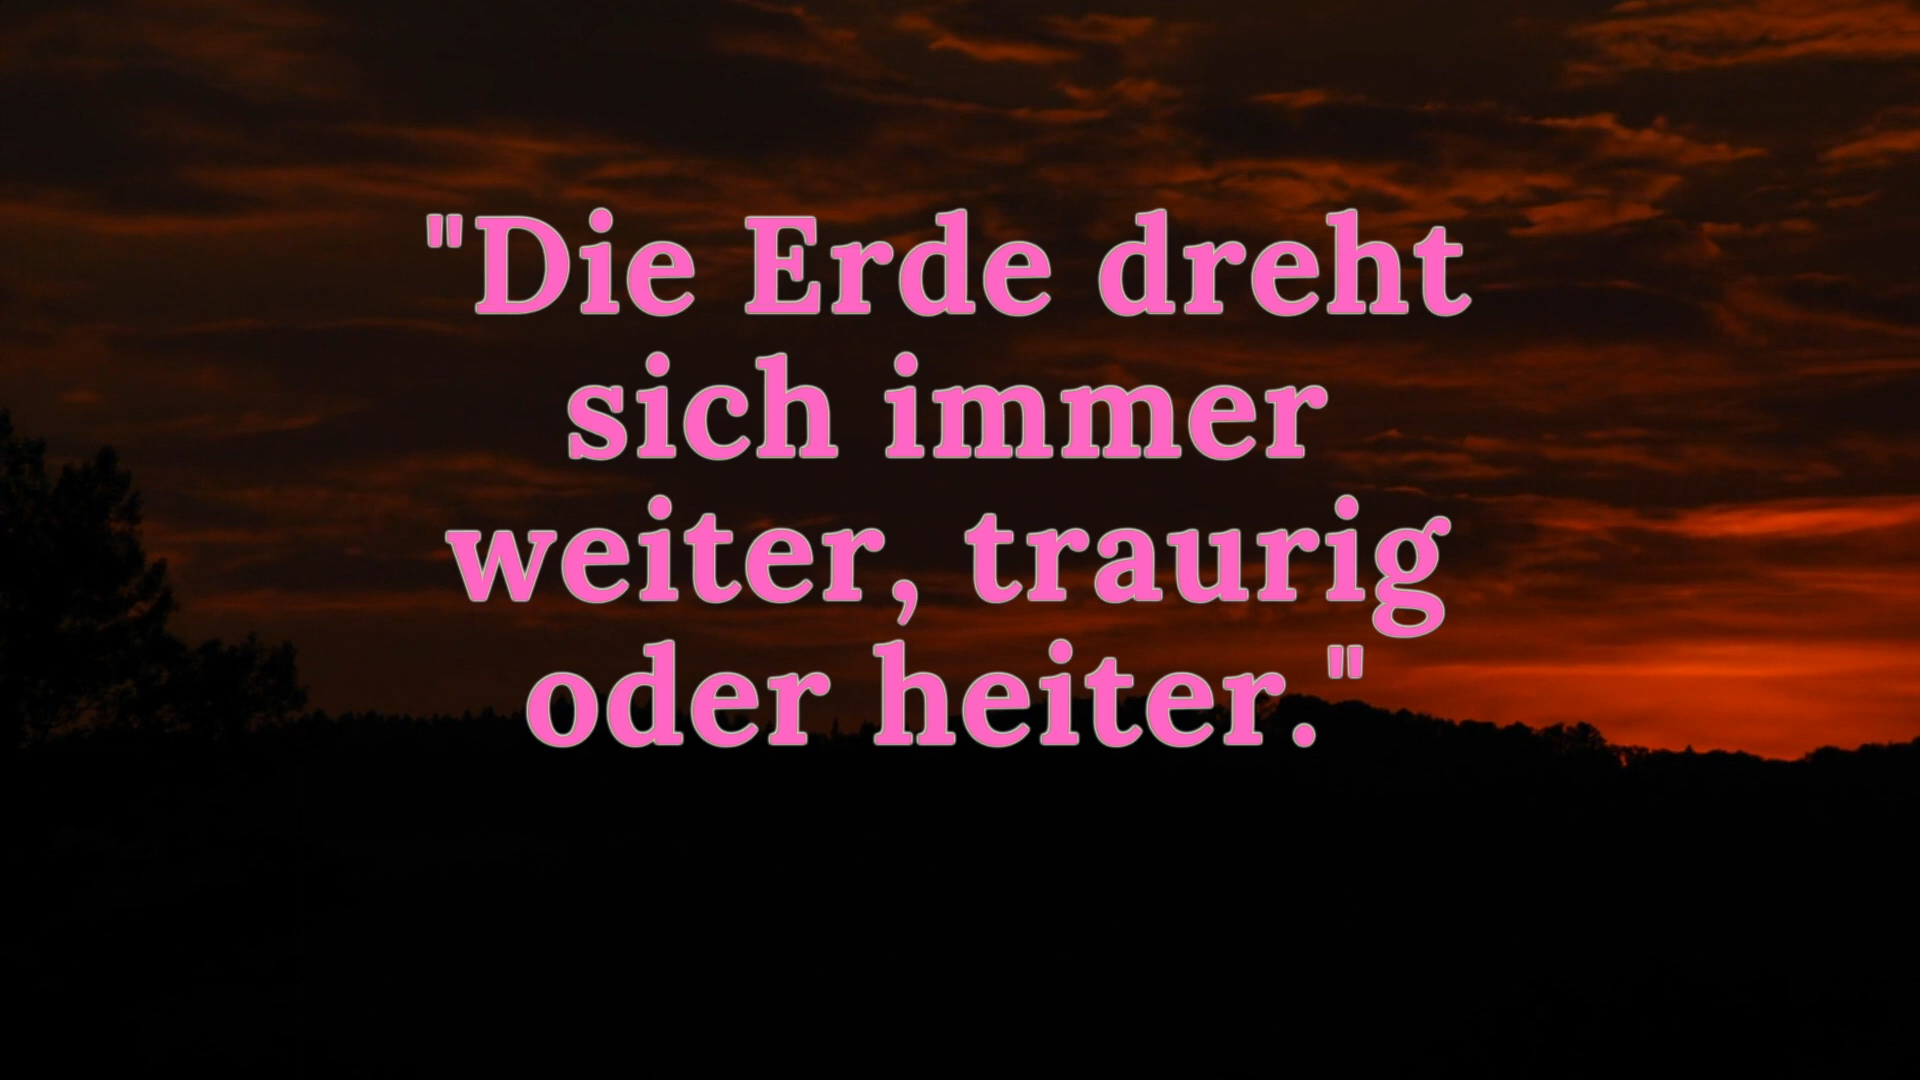 "Die Erde dreht
sich immer
weiter, traurig
oder heiter."